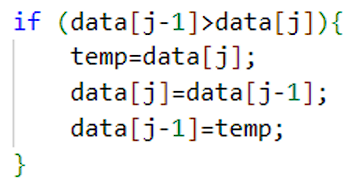 if (data[j-1]>data[j]){
    temp=data[j];
    data[j]=data[j-1];
    data[j-1]=temp;
}